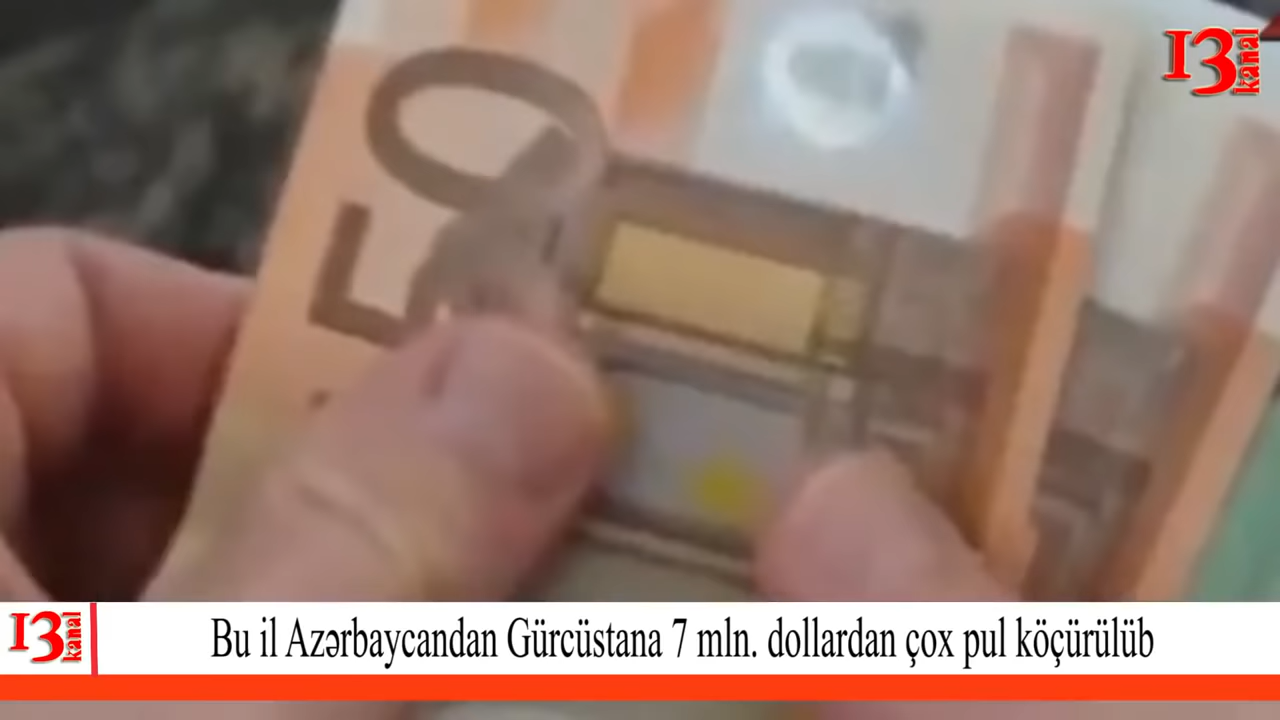 13 kanal
50
13 kanal
Bu il Azərbaycandan Gürcüstana 7 mln. dollardan çox pul köçürülüb